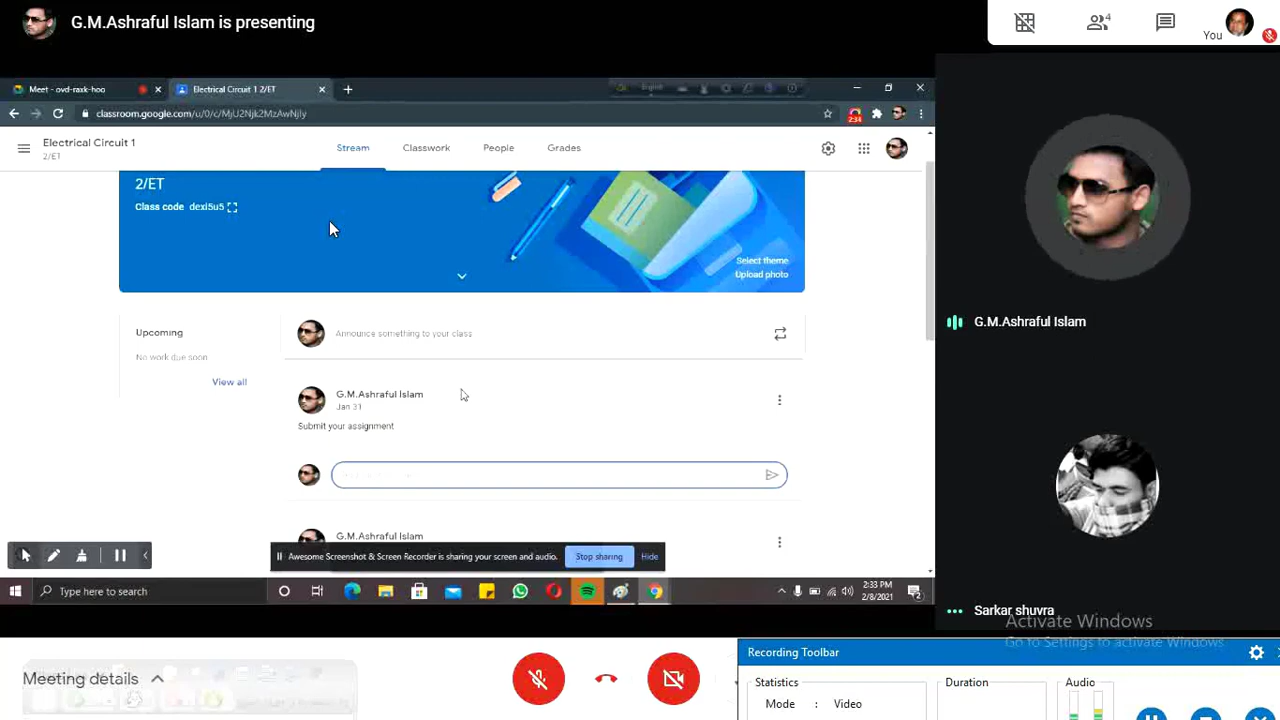 G.M.Ashraful Islam is presenting
4
You
Meet - ovd-raxk-hoo
Electrical Circuit 1 2/ET
English
classroom.google.com/u/0/c/MjU2Njk2MzAwNjIy
2:34
Electrical Circuit 1
2/ET
Stream
Classwork
People
Grades
2/ET
Class code dexi5u5
Select theme
Upload photo
Upcoming
No work due soon
View all
Announce something to your class
G.M.Ashraful Islam
Jan 31
Submit your assignment
G.M.Ashraful Islam
Awesome Screenshot & Screen Recorder is sharing your screen and audio.
Stop sharing
Hide
Type here to search
2:33 PM
2/8/2021
2
G.M.Ashraful Islam
Sarkar shuvra
Activate Windows
Go to Settings to activate Windows.
Meeting details
Recording Toolbar
Statistics
Mode : Video
Duration
Audio